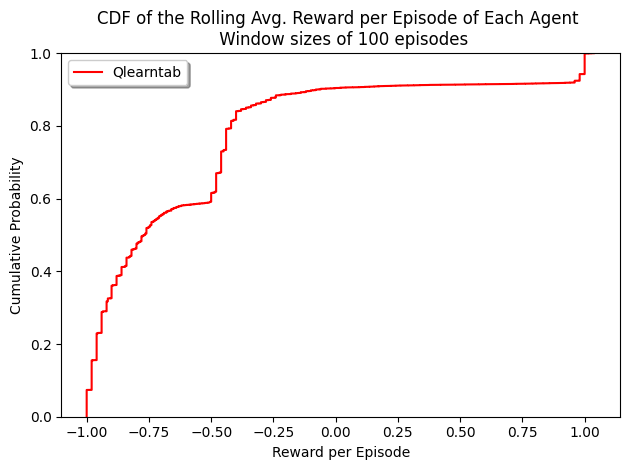 CDF of the Rolling Avg. Reward per Episode of Each Agent
Window sizes of 100 episodes
Qlearntab
Cumulative Probability
1.0
0.8
0.6
0.4
0.2
0.0
−1.00 −0.75 −0.50 −0.25 0.00 0.25 0.50 0.75 1.00
Reward per Episode